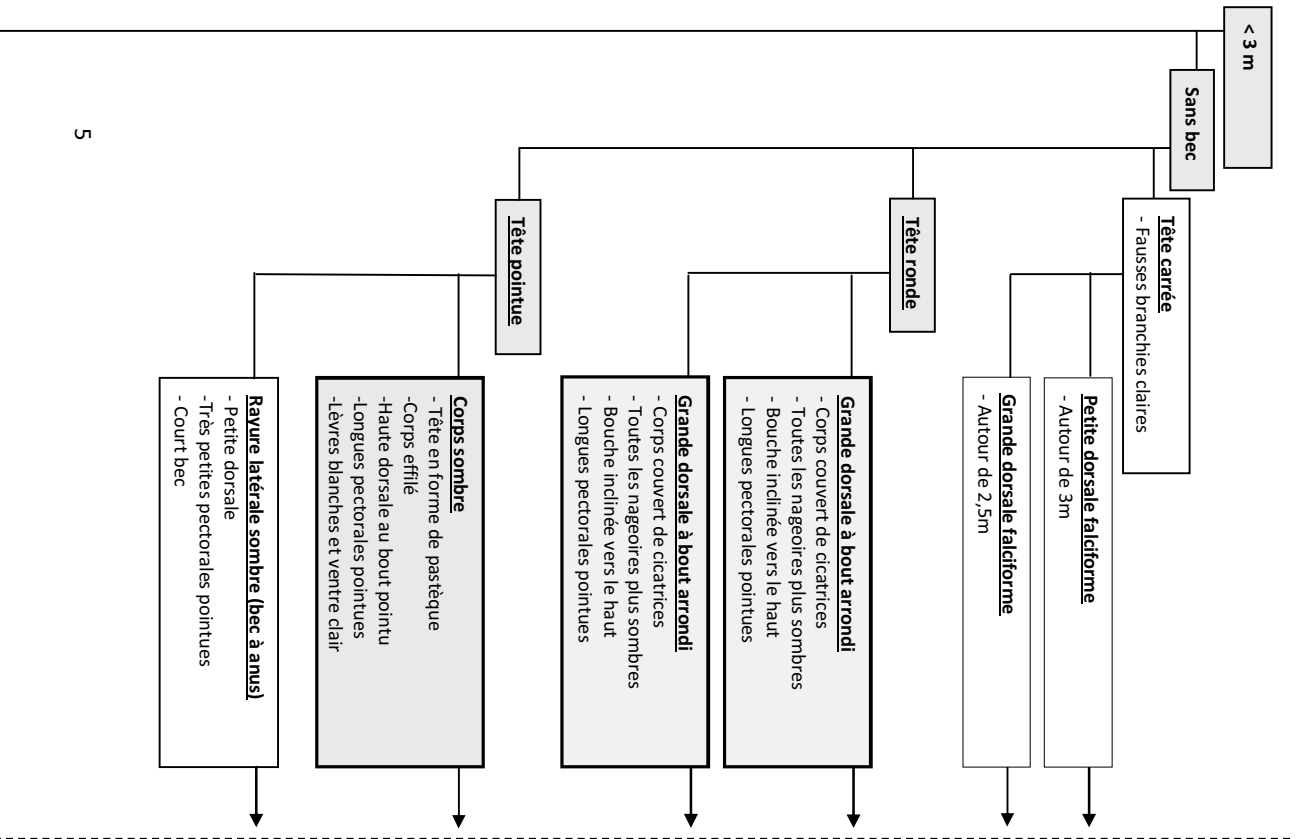 < 3 m
Sans bec
Tête carrée
- Fausses branchies claires
Petite dorsale falciforme
- Autour de 3m
Grande dorsale falciforme
- Autour de 2,5m
Tête ronde
Grande dorsale à bout arrondi
- Corps couvert de cicatrices
- Toutes les nageoires plus sombres
- Bouche inclinée vers le haut
- Longues pectorales pointues
Grande dorsale à bout arrondi
- Corps couvert de cicatrices
- Toutes les nageoires plus sombres
- Bouche inclinée vers le haut
- Longues pectorales pointues
Tête pointue
Corps sombre
- Tête en forme de pastèque
-Corps effilé
-Haute dorsale au bout pointu
-Longues pectorales pointues
-Lèvres blanches et ventre clair
Rayure latérale sombre (bec à anus)
- Petite dorsale
-Très petites pectorales pointues
- Court bec
5